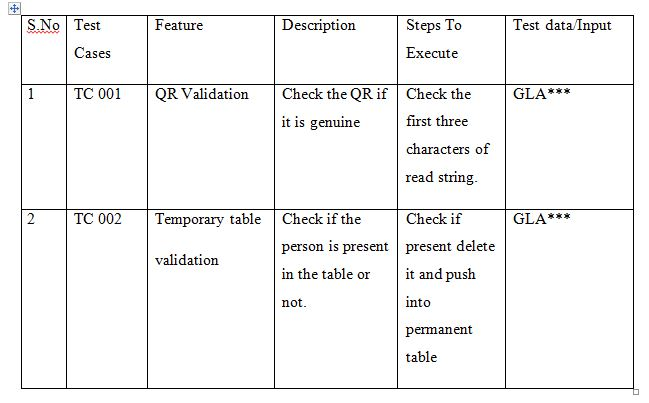 S.No Test Cases Feature Description Steps To Execute Test data/Input
1 TC 001 QR Validation Check the QR if it is genuine Check the first three characters of read string. GLA***
2 TC 002 Temporary table validation Check if the person is present in the table or not. Check if present delete it and push into permanent table GLA***